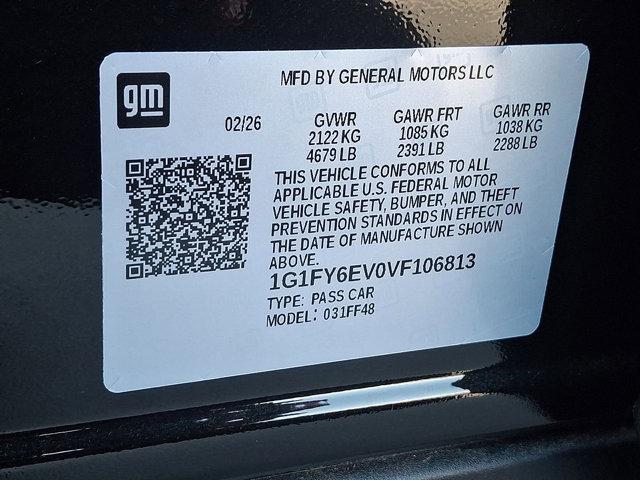 gm
MFD BY GENERAL MOTORS LLC
02/26 GVWR GAWR FRT GAWR RR
2122 KG 1085 KG 1038 KG
4679 LB 2391 LB 2288 LB
THIS VEHICLE CONFORMS TO ALL
APPLICABLE U.S. FEDERAL MOTOR
VEHICLE SAFETY, BUMPER, AND THEFT
PREVENTION STANDARDS IN EFFECT ON
THE DATE OF MANUFACTURE SHOWN
ABOVE.
1G1FY6EV0VF106813
TYPE: PASS CAR
MODEL: 031FF48